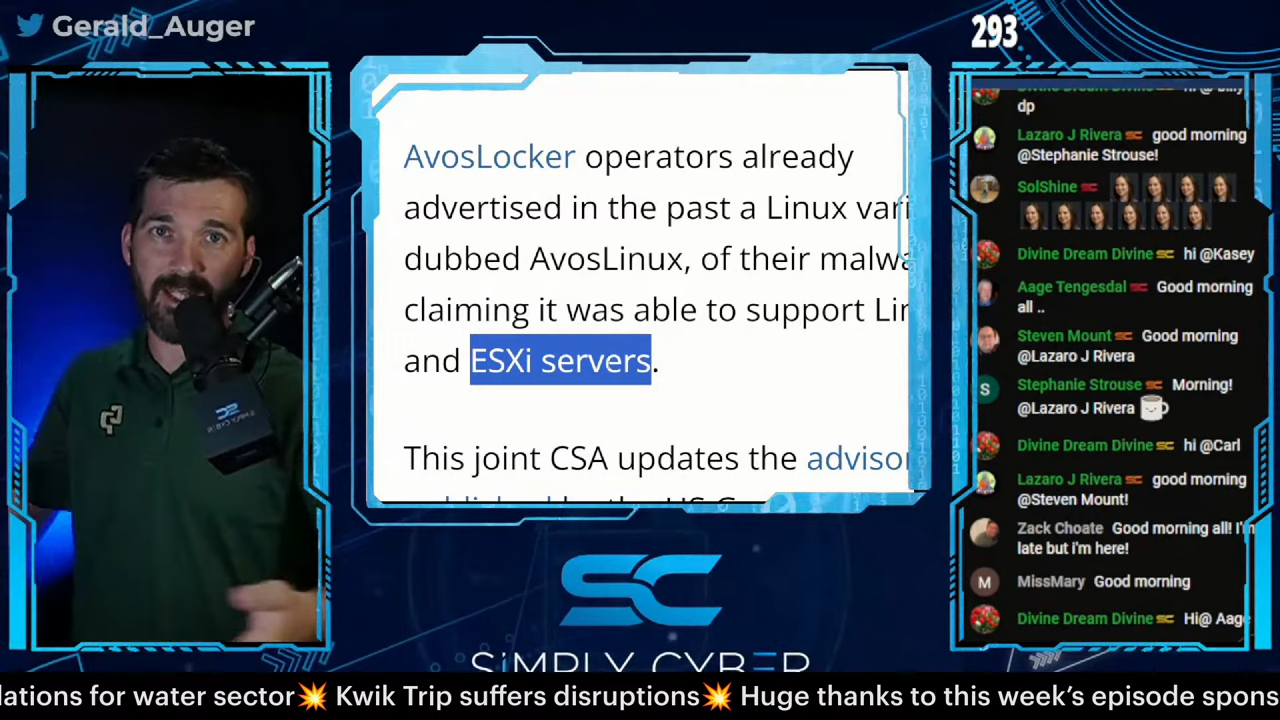 Gerald_Auger
293
AvosLocker operators already
advertised in the past a Linux vari
dubbed AvosLinux, of their malwa
claiming it was able to support Lin
and ESXi servers.
This joint CSA updates the advisor
dp
Lazaro J Rivera good morning
@Stephanie Strouse!
SolShine
Divine Dream Divine hi @Kasey
Aage Tengesdal Good morning
all ..
Steven Mount Good morning
@Lazaro J Rivera
Stephanie Strouse Morning!
@Lazaro J Rivera
Divine Dream Divine hi @Carl
Lazaro J Rivera good morning
@Steven Mount!
Zack Choate Good morning all! I'm
late but i'm here!
MissMary Good morning
Divine Dream Divine Hi@ Aage
SC
SiMPLY CYBER
lations for water sector💥 Kwik Trip suffers disruptions💥 Huge thanks to this week's episode spons